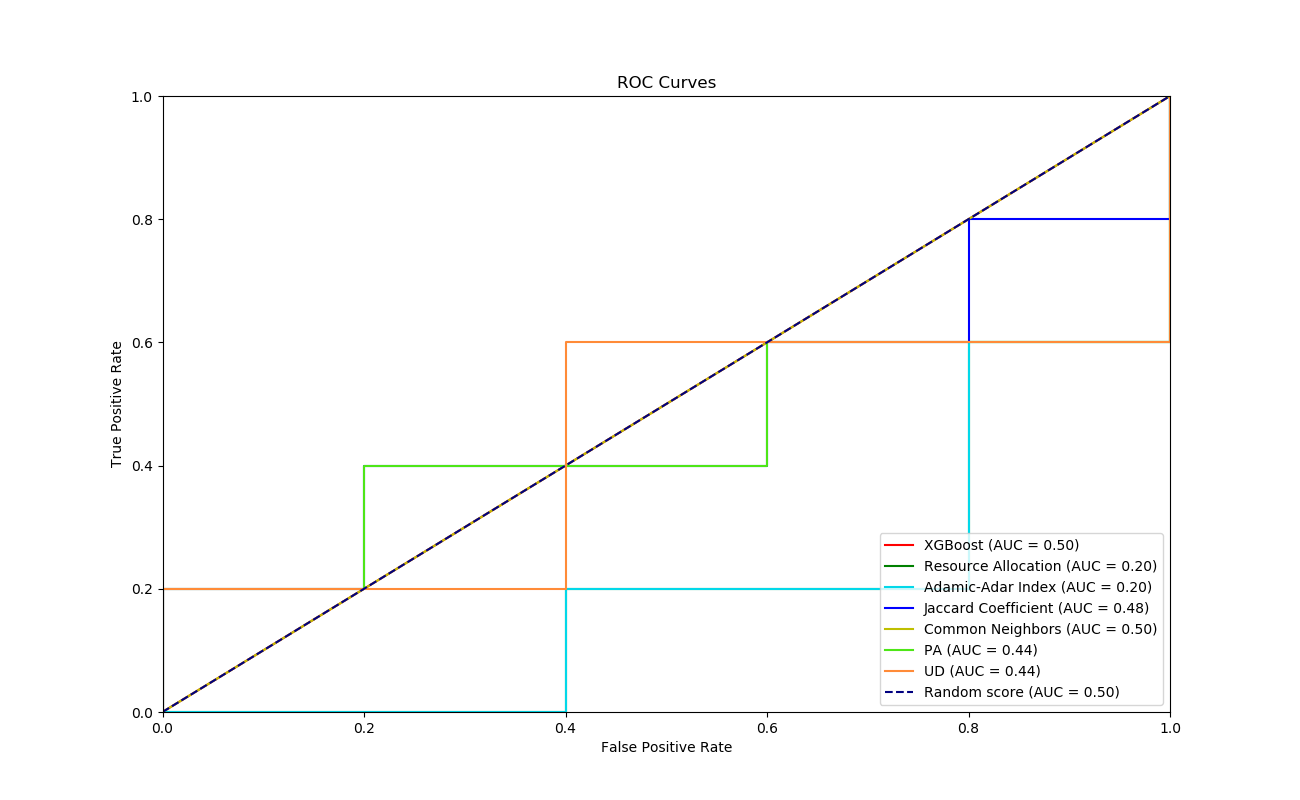 ROC Curves
1.0
0.8
0.6
0.4
0.2
0.0
True Positive Rate
0.0 0.2 0.4 0.6 0.8 1.0
False Positive Rate
XGBoost (AUC = 0.50)
Resource Allocation (AUC = 0.20)
Adamic-Adar Index (AUC = 0.20)
Jaccard Coefficient (AUC = 0.48)
Common Neighbors (AUC = 0.50)
PA (AUC = 0.44)
UD (AUC = 0.44)
Random score (AUC = 0.50)